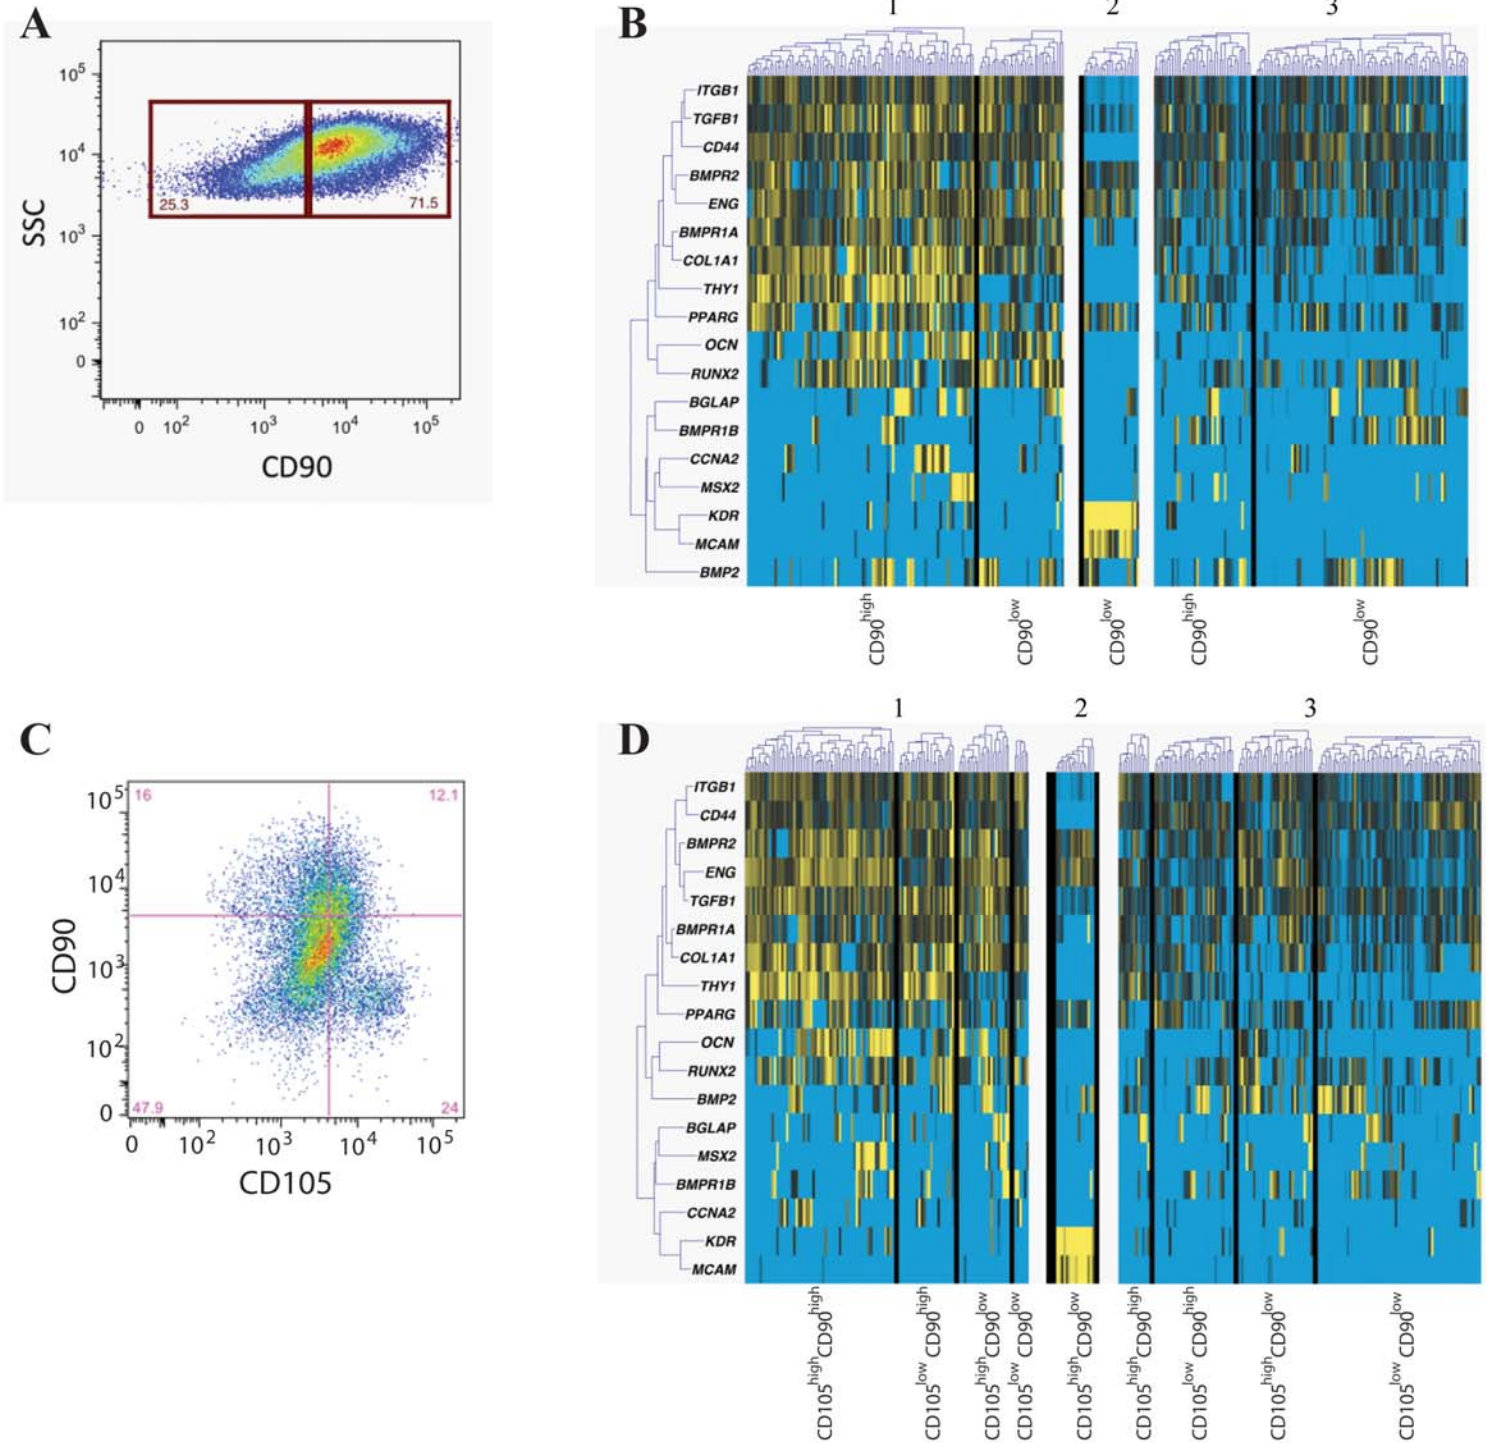 A
SSC
10^5
10^4
10^3
10^2
0
25.3
71.5
0 10^2 10^3 10^4 10^5
CD90
B
1 2 3
ITGB1
TGFB1
CD44
BMPR2
ENG
BMPR1A
COL1A1
THY1
PPARG
OCN
RUNX2
BGLAP
BMPR1B
CCNA2
MSX2
KDR
MCAM
BMP2
CD90^high
CD90^low
CD90^low
CD90^high
CD90^low
C
CD90
10^5
10^4
10^3
10^2
0
16
12.1
47.9
24
0 10^2 10^3 10^4 10^5
CD105
D
1 2 3
ITGB1
CD44
BMPR2
ENG
TGFB1
BMPR1A
COL1A1
THY1
PPARG
OCN
RUNX2
BMP2
BGLAP
MSX2
BMPR1B
CCNA2
KDR
MCAM
CD105^high CD90^high
CD105^low CD90^high
CD105^high CD90^low
CD105^low CD90^low
CD105^high CD90^low
CD105^high CD90^high
CD105^low CD90^high
CD105^high CD90^low
CD105^low CD90^low